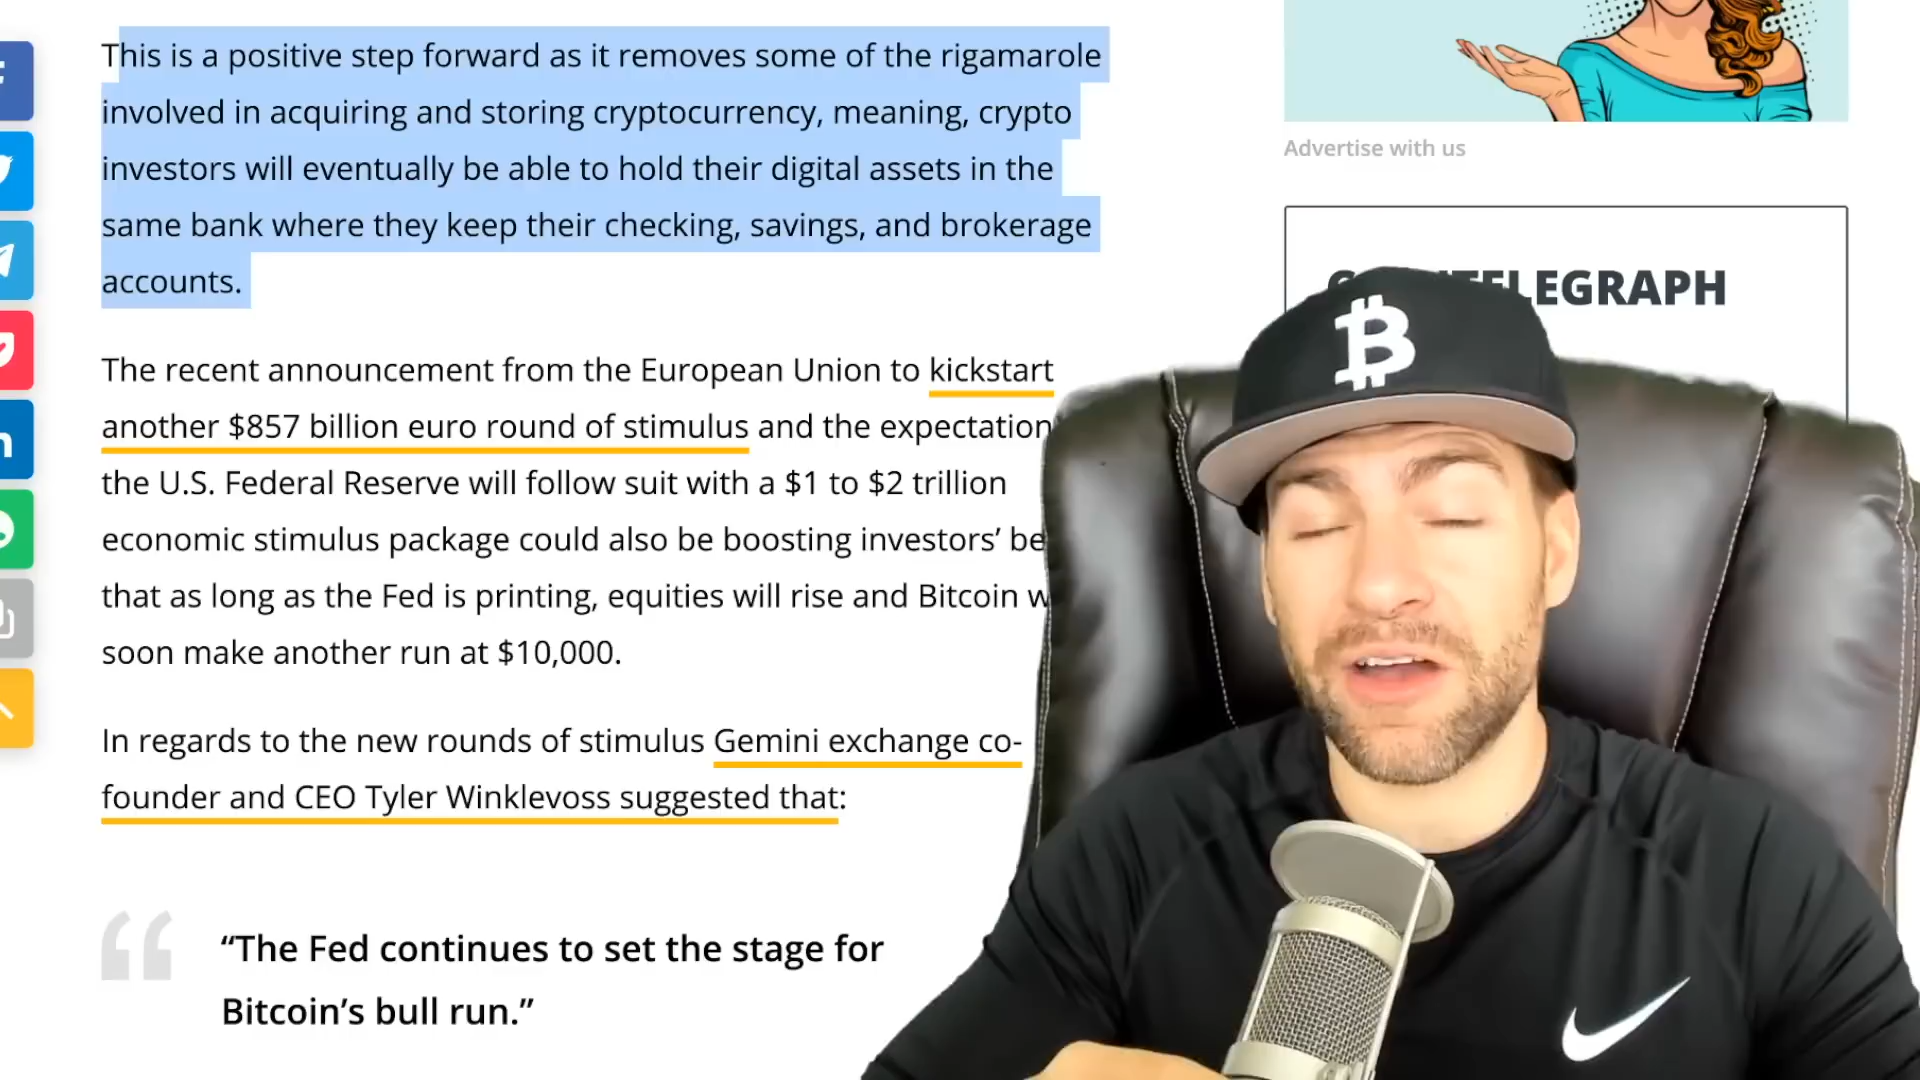 This is a positive step forward as it removes some of the rigamarole
involved in acquiring and storing cryptocurrency, meaning, crypto
investors will eventually be able to hold their digital assets in the
same bank where they keep their checking, savings, and brokerage
accounts.
The recent announcement from the European Union to kickstart
another $857 billion euro round of stimulus and the expectation
the U.S. Federal Reserve will follow suit with a $1 to $2 trillion
economic stimulus package could also be boosting investors’
that as long as the Fed is printing, equities will rise and Bitcoin
soon make another run at $10,000.
In regards to the new rounds of stimulus Gemini exchange co-
founder and CEO Tyler Winklevoss suggested that:
“The Fed continues to set the stage for
Bitcoin’s bull run.”
Advertise with us